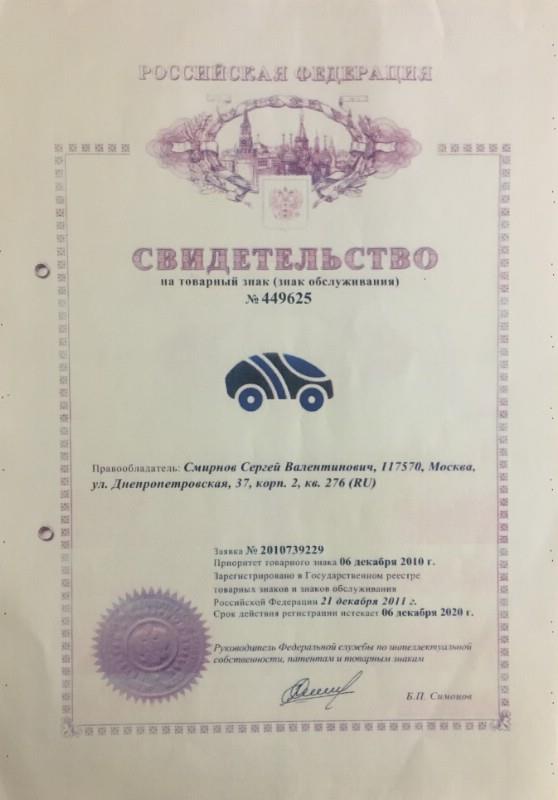 РОССИЙСКАЯ ФЕДЕРАЦИЯ
СВИДЕТЕЛЬСТВО
на товарный знак (знак обслуживания)
№ 449625
Правообладатель: Смирнов Сергей Валентинович, 117570, Москва,
ул. Днепропетровская, 37, корп. 2, кв. 276 (RU)
Заявка № 2010739229
Приоритет товарного знака 06 декабря 2010 г.
Зарегистрировано в Государственном реестре
товарных знаков и знаков обслуживания
Российской Федерации 21 декабря 2011 г.
Срок действия регистрации истекает 06 декабря 2020 г.
Руководитель Федеральной службы по интеллектуальной
собственности, патентам и товарным знакам
Б.П. Симонов